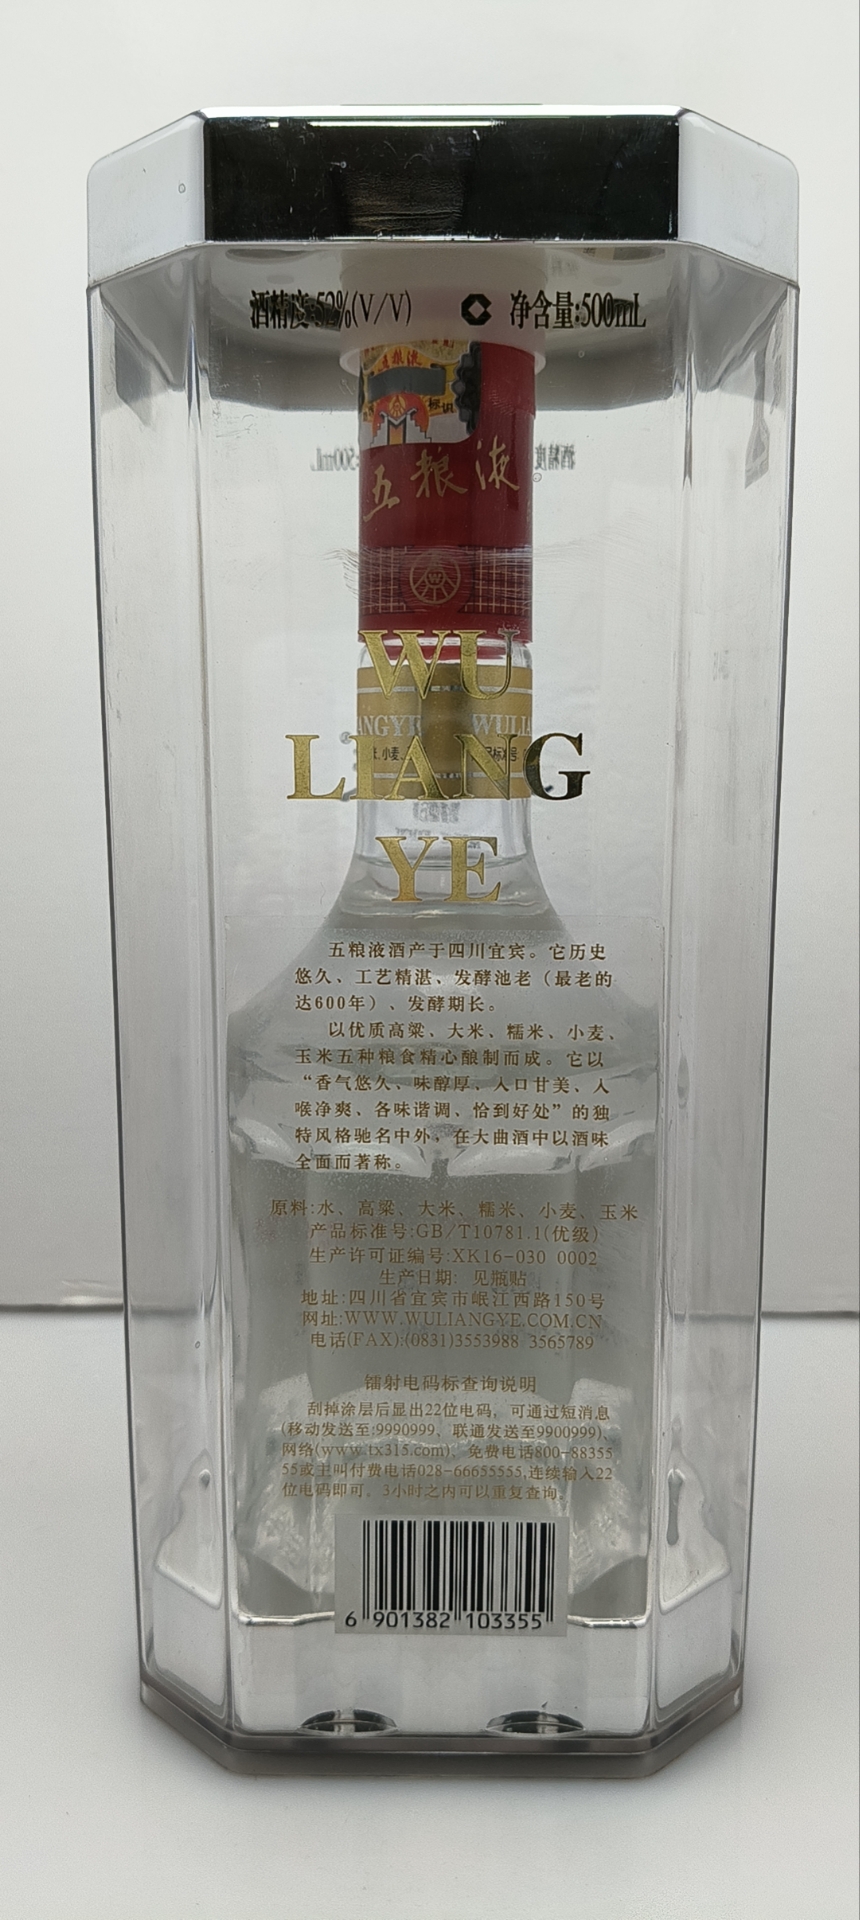 酒精度:52%(V/V) 净含量:500mL
五粮液
WU
LIANG
YE
五粮液酒产于四川宜宾。它历史
悠久、工艺精湛、发酵池老（最老的
达600年）、发酵期长。
以优质高粱、大米、糯米、小麦、
玉米五种粮食精心酿制而成。它以
“香气悠久、味醇厚、入口甘美、入
喉净爽、各味谐调、恰到好处”的独
特风格驰名中外，在大曲酒中以酒味
全面而著称。
原料:水、高粱、大米、糯米、小麦、玉米
产品标准号:GB/T10781.1(优级)
生产许可证编号:XK16-030 0002
生产日期: 见瓶贴
地址:四川省宜宾市岷江西路150号
网址:WWW.WULIANGYE.COM.CN
电话(FAX):(0831)3553988 3565789
镭射电码标查询说明
刮掉涂层后显出22位电码，可通过短消息
(移动发送至:9990999，联通发送至9900999)、
网络(www.tx315.com)，免费电话800-88355
55或主叫付费电话028-66655555,连续输入22
位电码即可。3小时之内可以重复查询。
6 901382 103355